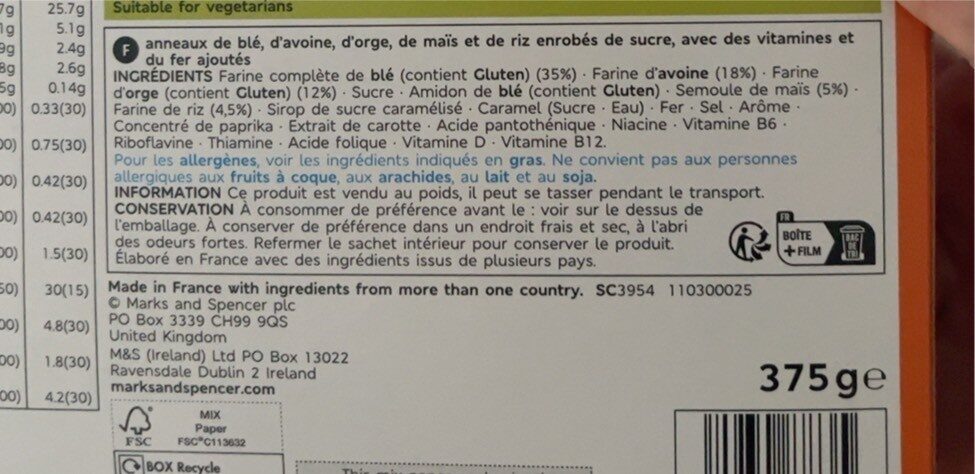 7g 25.7g
1g 5.1g
9g 2.4g
8g 2.6g
5g 0.14g
00) 0.33(30)
00) 0.75(30)
00) 0.42(30)
00) 0.42(30)
00) 1.5(30)
50) 30(15)
00) 4.8(30)
00) 1.8(30)
00) 4.2(30)
Suitable for vegetarians
F anneaux de blé, d'avoine, d'orge, de maïs et de riz enrobés de sucre, avec des vitamines et
du fer ajoutés
INGRÉDIENTS Farine complète de blé (contient Gluten) (35%) · Farine d'avoine (18%) · Farine
d'orge (contient Gluten) (12%) · Sucre · Amidon de blé (contient Gluten) · Semoule de maïs (5%) ·
Farine de riz (4,5%) · Sirop de sucre caramélisé · Caramel (Sucre · Eau) · Fer · Sel · Arôme ·
Concentré de paprika · Extrait de carotte · Acide pantothénique · Niacine · Vitamine B6 ·
Riboflavine · Thiamine · Acide folique · Vitamine D · Vitamine B12.
Pour les allergènes, voir les ingrédients indiqués en gras. Ne convient pas aux personnes
allergiques aux fruits à coque, aux arachides, au lait et au soja.
INFORMATION Ce produit est vendu au poids, il peut se tasser pendant le transport.
CONSERVATION À consommer de préférence avant le : voir sur le dessus de
l'emballage. À conserver de préférence dans un endroit frais et sec, à l'abri
des odeurs fortes. Refermer le sachet intérieur pour conserver le produit.
Élaboré en France avec des ingrédients issus de plusieurs pays.
FR
BOÎTE
+ FILM
BAC
DE
TRI
Made in France with ingredients from more than one country. SC3954 110300025
© Marks and Spencer plc
PO Box 3339 CH99 9QS
United Kingdom
M&S (Ireland) Ltd PO Box 13022
Ravensdale Dublin 2 Ireland
marksandspencer.com
375g℮
FSC
MIX
Paper
FSC® C113632
BOX Recycle